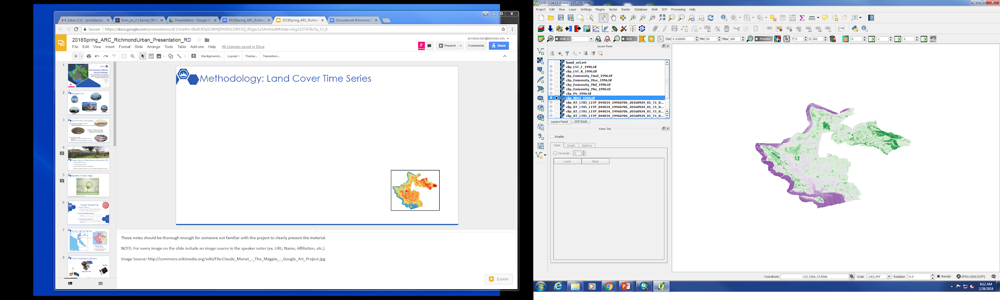 Inbox (11) - jerroldacdan
from_yo_cl | Spring DEVE
Presentation - Google D
2018Spring_ARC_Richmo
2018Spring_ARC_Richmo
Groundwork Richmond
Secure
https://docs.google.com/presentation/d/1rhJa4m-t8aXLfDq5UWHjDHJ0GLONY2Q_R3gxv1zSAv4/edit#slide=id.g3237478c5a_13_0
2018Spring_ARC_RichmondUrban_Presentation_RD
jerroldacdan@berkeley.edu
File Edit View Insert Format Slide Arrange Tools Table Add-ons Help All changes saved in Drive
F
Present
Comments
Share
Background... Layout Theme... Transition...
1
RICHMOND URBAN
DEVELOPMENT
2
Background
3
Community Concerns
4
1
Project Partner: Groundwork Richmond, CA
5
1
Benefits of Urban Trees
6
Project Objectives
7
Study Area & Period
8
NASA Satellites & Sensors
Methodology: Land Cover Time Series
These notes should be thorough enough for someone not familiar with the project to clearly present the material.
NOTE: For every image on the slide include an image source in the speaker notes (ex. URL; Name, Affiliation, etc.)
Image Source: http://commons.wikimedia.org/wiki/File:Claude_Monet_-_The_Magpie_-_Google_Art_Project.jpg
Explore
QGIS 2.14.21-Essen - LST_LS5_1996
Project Edit View Layer Settings Plugins Vector Raster Database Web SCP Processing Help
RGB = - ROI Dist 0.010000 Min 60 Max 100 Preview T 0 S 200 0 1 2
Layers Panel
band_set.vrt
clip_LST_F_1996.tif
clip_LST_K_1996.tif
clip_Emissivity_Final_1996.tif
clip_Emissivity_Max_1996.tif
clip_Emissivity_Mid_1996.tif
clip_Emissivity_Min_1996.tif
clip_Pv_1996.tif
clip_NDVI_1996.tif
clip_RT_LT05_L1TP_044034_19960706_20160924_01_T1_B...
clip_RT_LT05_L1TP_044034_19960706_20160924_01_T1_B...
clip_RT_LT05_L1TP_044034_19960706_20160924_01_T1_B...
clip_RT_LT05_L1TP_044034_19960706_20160924_01_T1_B...
Layers Panel SCP Dock
Value Tool
Enable
Table Graph Options
Decimals 2
Layer Value
Coordinate -122.5366,37.8566 Scale 1:83,447 Rotation 0.0 Render EPSG:4269 (OTF)
8:12 AM
2/28/2018